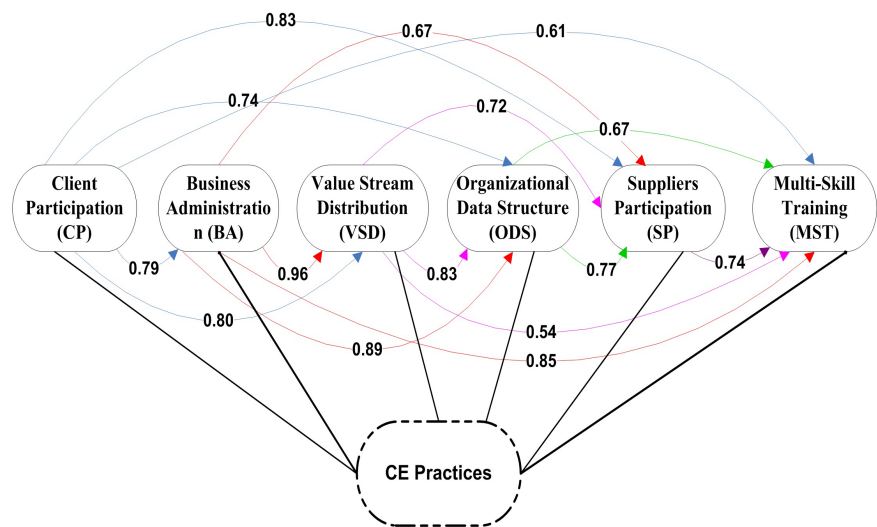 0.83
0.67
0.61
0.74
0.72
0.67
Client
Participation
(CP)
Business
Administratio
n (BA)
Value Stream
Distribution
(VSD)
Organizational
Data Structure
(ODS)
Suppliers
Participation
(SP)
Multi-Skill
Training
(MST)
0.79
0.96
0.83
0.77
0.74
0.80
0.89
0.54
0.85
CE Practices